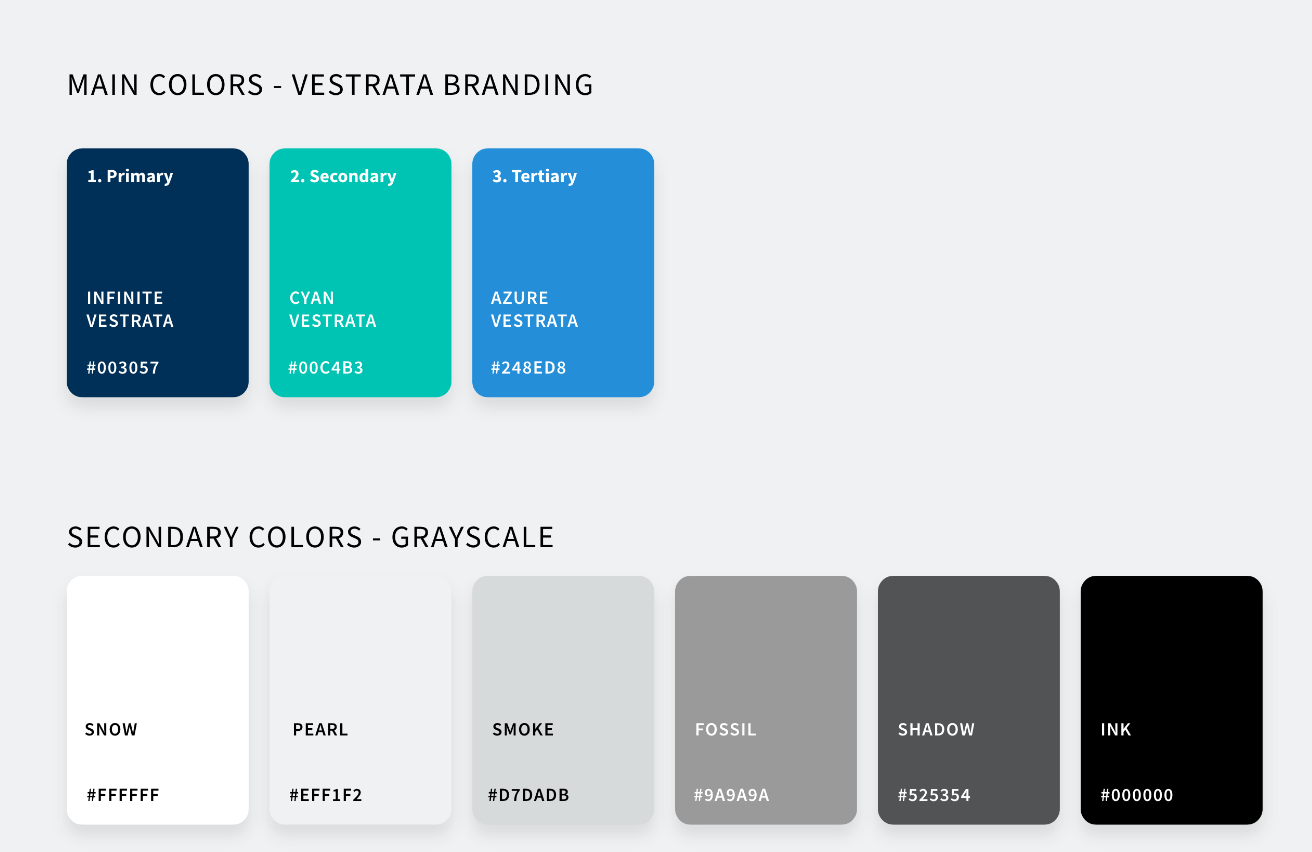 MAIN COLORS - VESTRATA BRANDING
1. Primary
INFINITE
VESTRATA
#003057
2. Secondary
CYAN
VESTRATA
#00C4B3
3. Tertiary
AZURE
VESTRATA
#248ED8
SECONDARY COLORS - GRAYSCALE
SNOW
#FFFFFF
PEARL
#EFF1F2
SMOKE
#D7DADB
FOSSIL
#9A9A9A
SHADOW
#525354
INK
#000000